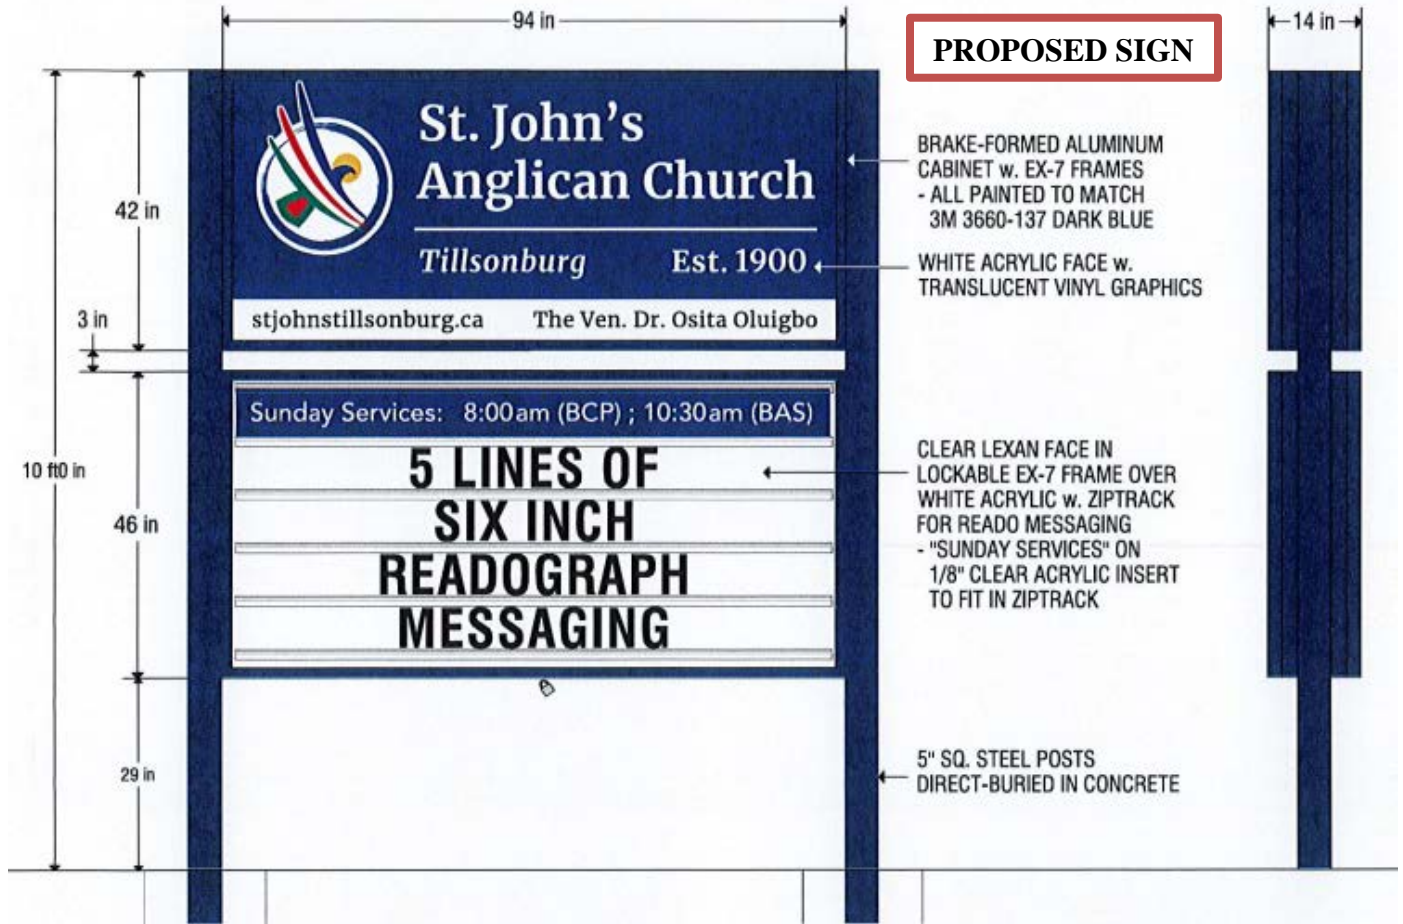 94 in
14 in
PROPOSED SIGN
St. John's
Anglican Church
Tillsonburg Est. 1900
stjohnstillsonburg.ca The Ven. Dr. Osita Oluigbo
Sunday Services: 8:00am (BCP) ; 10:30am (BAS)
5 LINES OF
SIX INCH
READOGRAPH
MESSAGING
42 in
3 in
10 ft0 in
46 in
29 in
BRAKE-FORMED ALUMINUM
CABINET w. EX-7 FRAMES
- ALL PAINTED TO MATCH
3M 3660-137 DARK BLUE
WHITE ACRYLIC FACE w.
TRANSLUCENT VINYL GRAPHICS
CLEAR LEXAN FACE IN
LOCKABLE EX-7 FRAME OVER
WHITE ACRYLIC w. ZIPTRACK
FOR READO MESSAGING
- "SUNDAY SERVICES" ON
1/8" CLEAR ACRYLIC INSERT
TO FIT IN ZIPTRACK
5" SQ. STEEL POSTS
DIRECT-BURIED IN CONCRETE